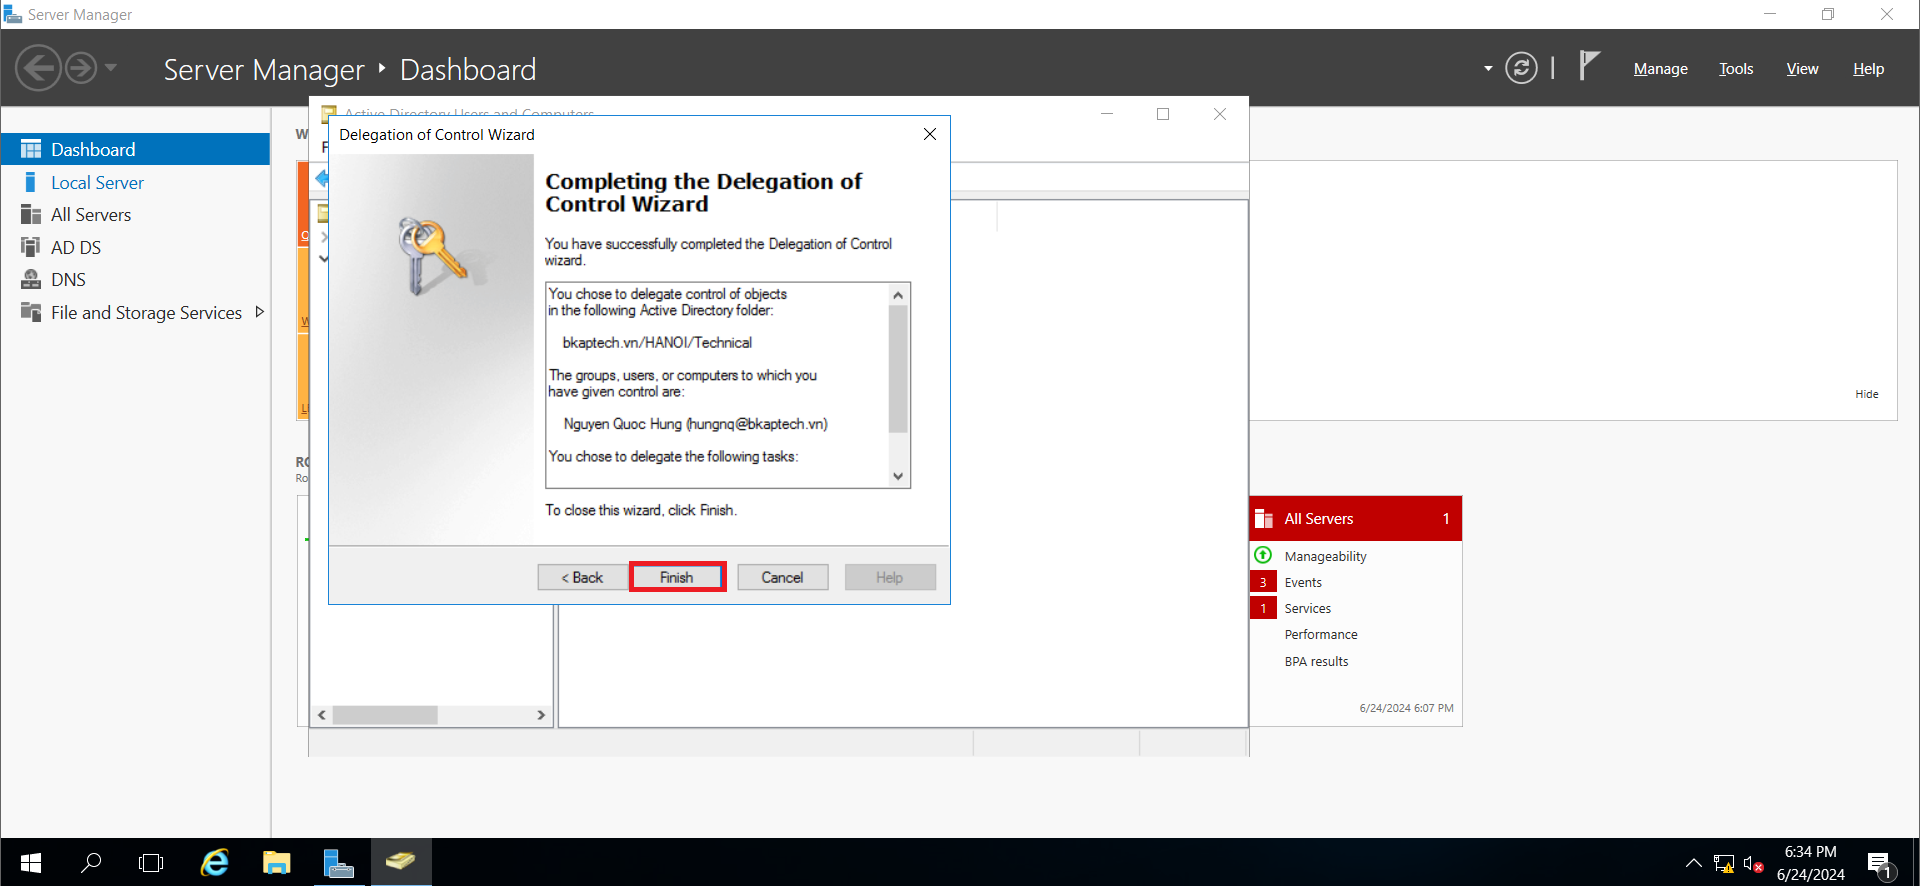 Server Manager
Server Manager ‣ Dashboard
Manage
Tools
View
Help
Dashboard
Local Server
All Servers
AD DS
DNS
File and Storage Services
Active Directory Users and Computers
Delegation of Control Wizard
Completing the Delegation of
Control Wizard
You have successfully completed the Delegation of Control
wizard.
You chose to delegate control of objects
in the following Active Directory folder:
bkaptech.vn/HANOI/Technical
The groups, users, or computers to which you
have given control are:
Nguyen Quoc Hung (hungnq@bkaptech.vn)
You chose to delegate the following tasks:
To close this wizard, click Finish.
< Back
Finish
Cancel
Help
Hide
All Servers 1
Manageability
3 Events
1 Services
Performance
BPA results
6/24/2024 6:07 PM
6:34 PM
6/24/2024
1